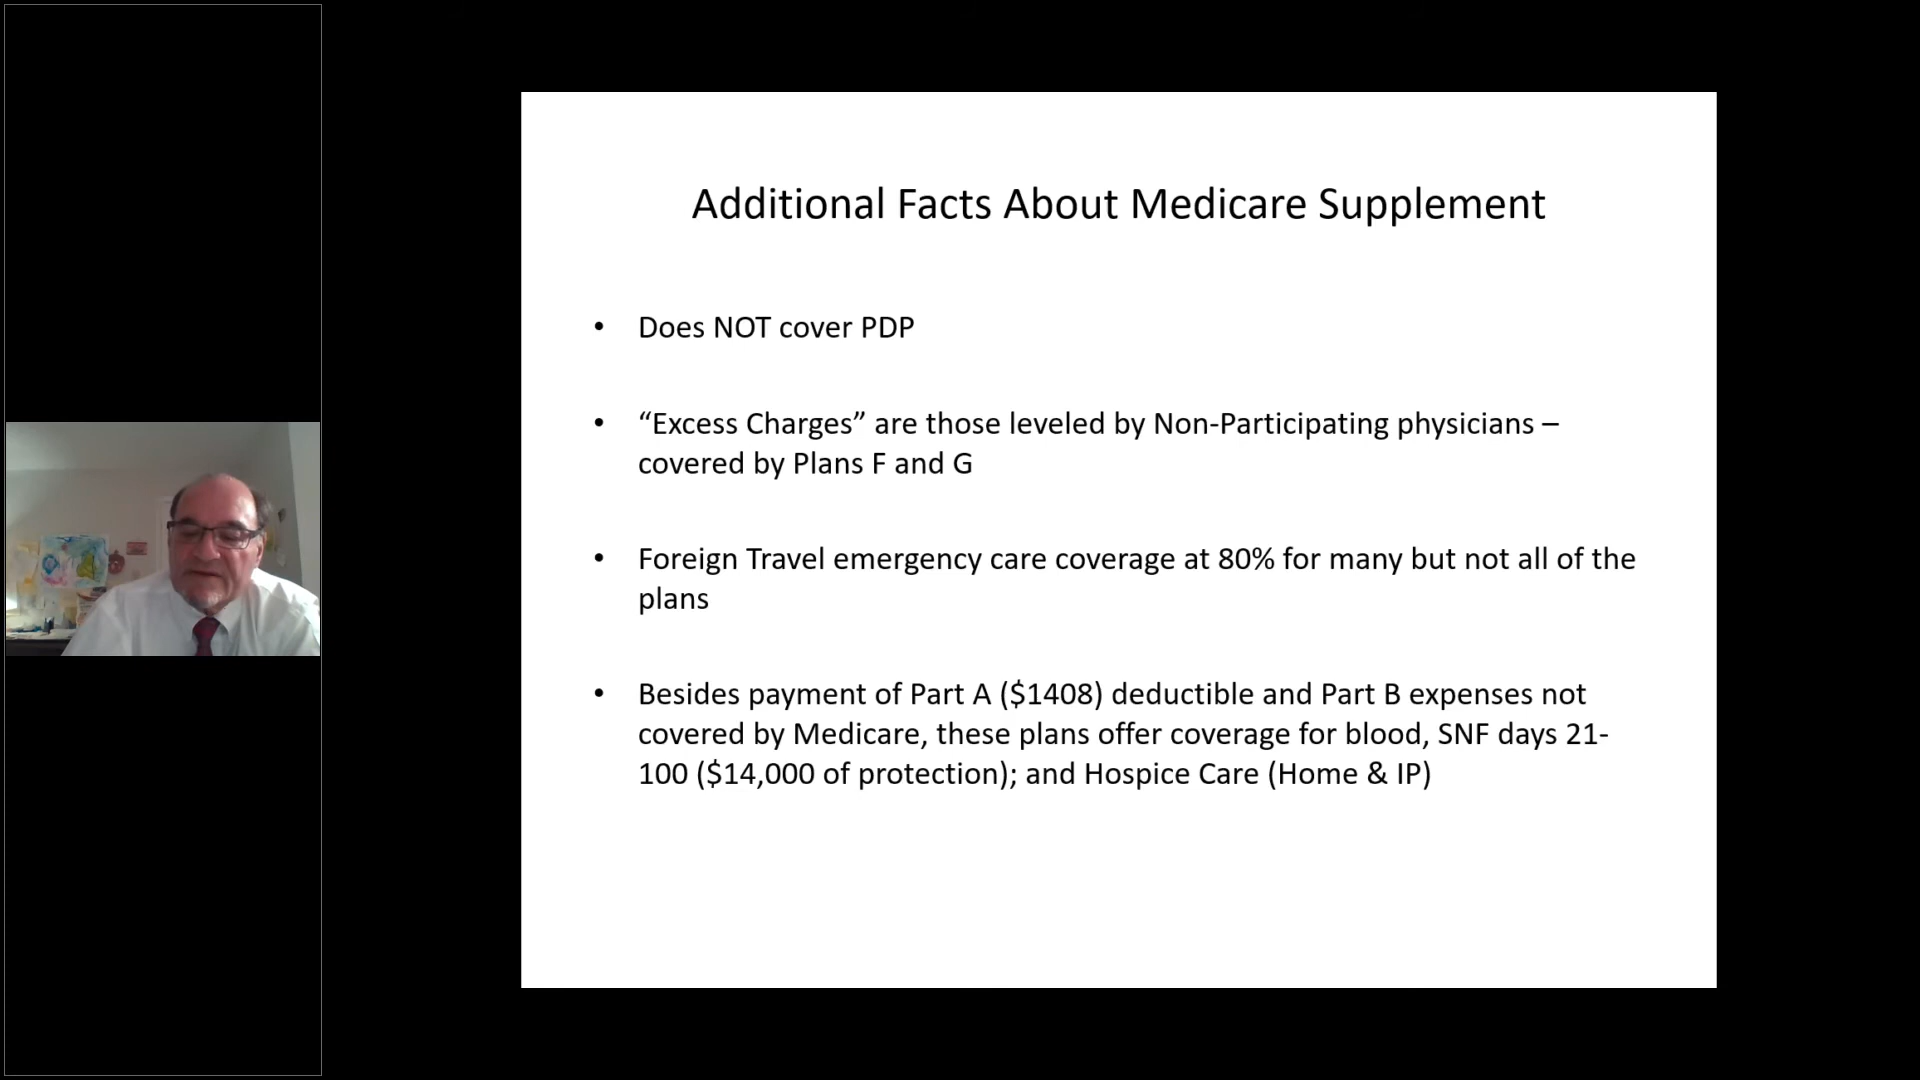 Additional Facts About Medicare Supplement
• Does NOT cover PDP
• “Excess Charges” are those leveled by Non-Participating physicians –
covered by Plans F and G
• Foreign Travel emergency care coverage at 80% for many but not all of the
plans
• Besides payment of Part A ($1408) deductible and Part B expenses not
covered by Medicare, these plans offer coverage for blood, SNF days 21-
100 ($14,000 of protection); and Hospice Care (Home & IP)